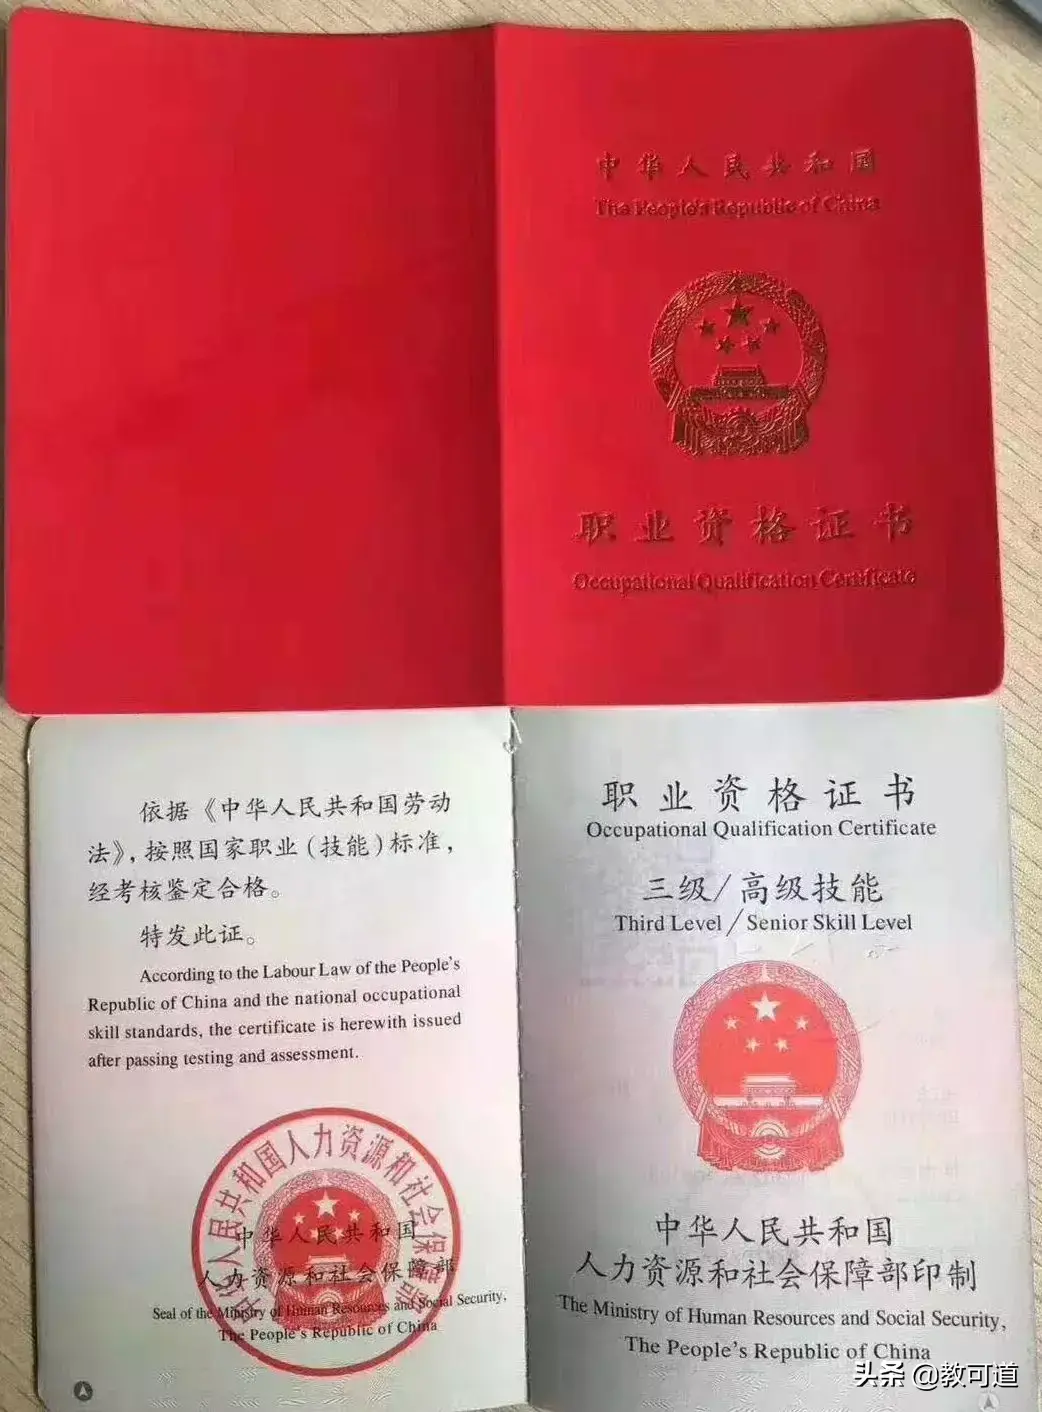 中华人民共和国
The People's Republic of China
职业资格证书
Occupational Qualification Certificate
依据《中华人民共和国劳动
法》，按照国家职业（技能）标准，
经考核鉴定合格。
特发此证。
According to the Labour Law of the People's
Republic of China and the national occupational
skill standards, the certificate is herewith issued
after passing testing and assessment.
中华人民共和国人力资源和社会保障部
中华人民共和国
人力资源和社会保障部
Seal of the Ministry of Human Resources and Social Security,
The People's Republic of China
职业资格证书
Occupational Qualification Certificate
三级/高级技能
Third Level / Senior Skill Level
中华人民共和国
人力资源和社会保障部印制
The Ministry of Human Resources and Social Security,
The People's Republic of China
头条 @教可道